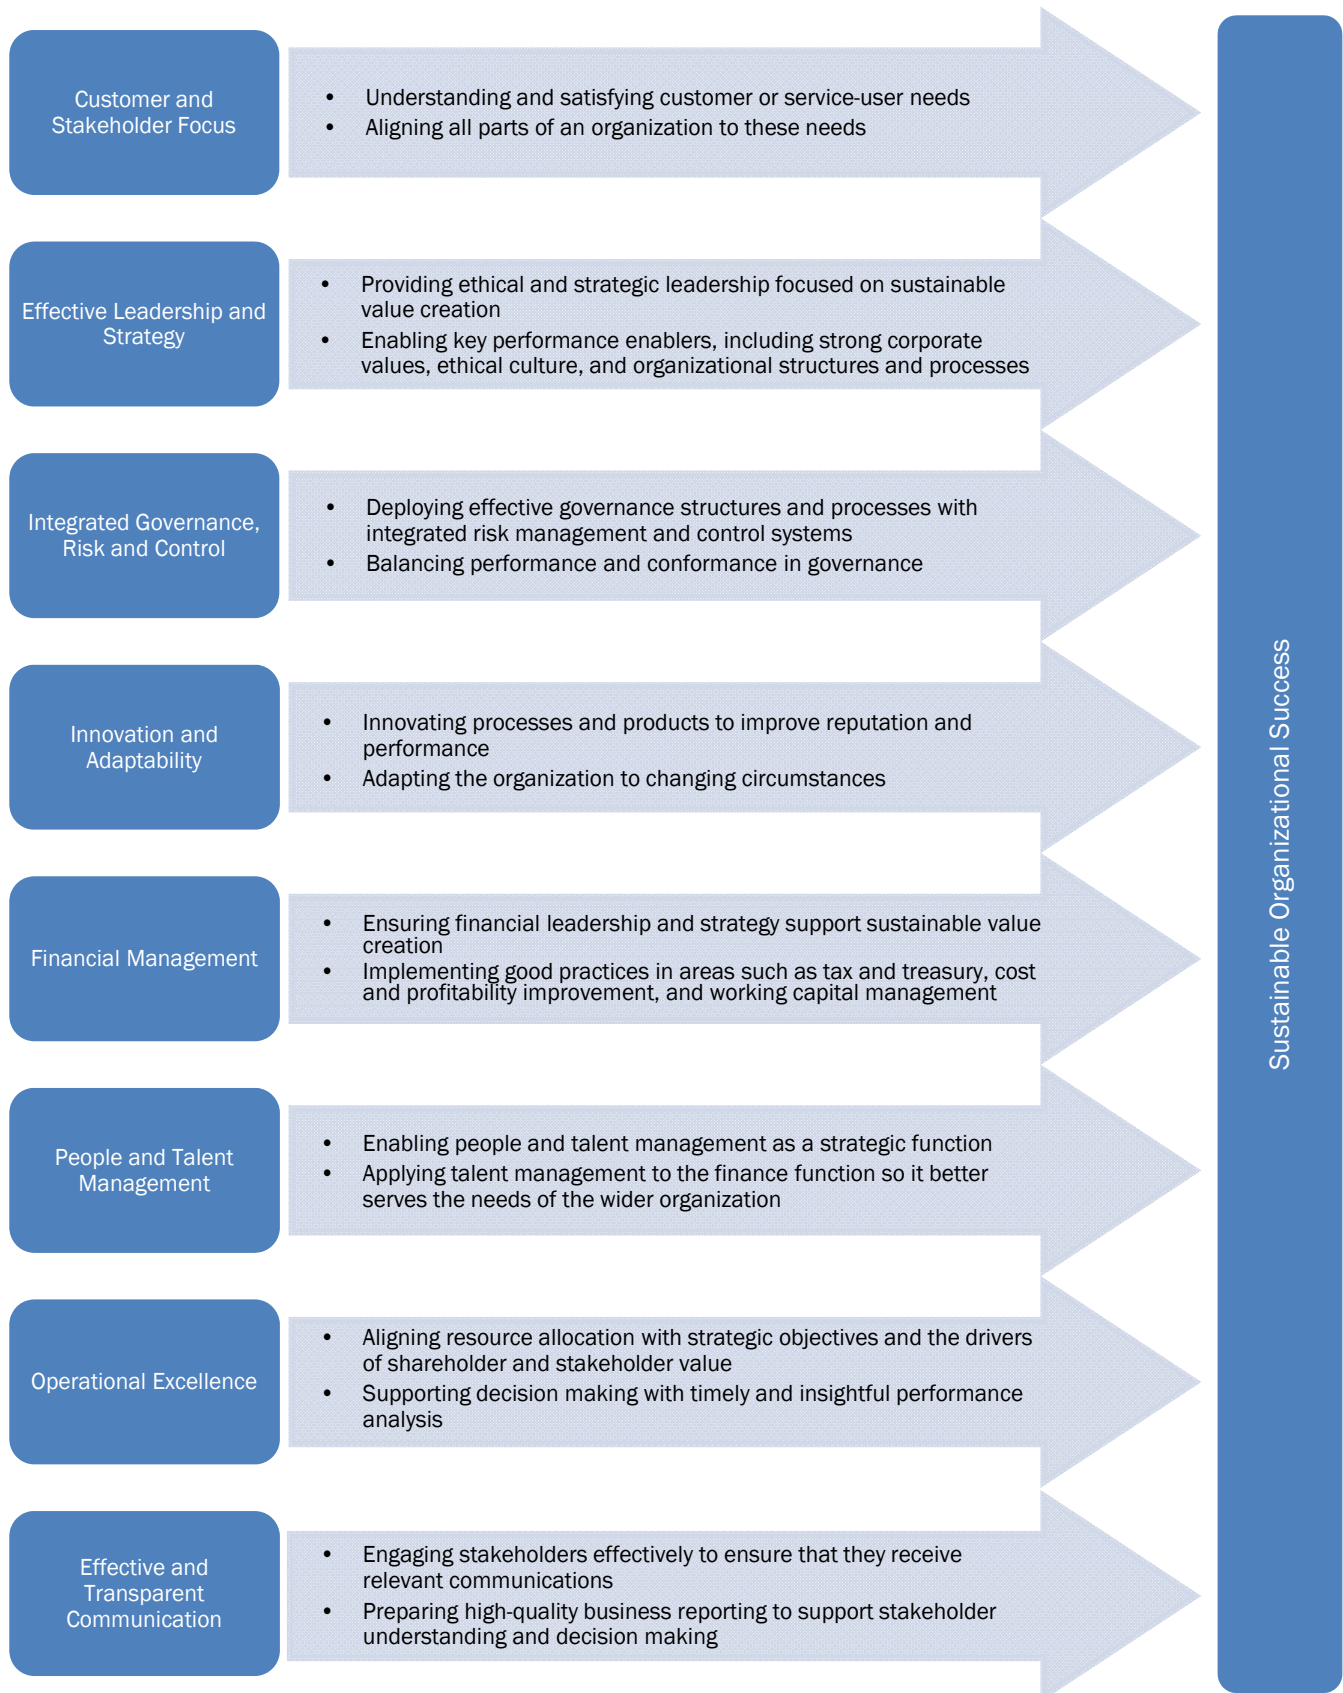 Customer and
Stakeholder Focus
• Understanding and satisfying customer or service-user needs
• Aligning all parts of an organization to these needs
Effective Leadership and
Strategy
• Providing ethical and strategic leadership focused on sustainable
value creation
• Enabling key performance enablers, including strong corporate
values, ethical culture, and organizational structures and processes
Integrated Governance,
Risk and Control
• Deploying effective governance structures and processes with
integrated risk management and control systems
• Balancing performance and conformance in governance
Innovation and
Adaptability
• Innovating processes and products to improve reputation and
performance
• Adapting the organization to changing circumstances
Financial Management
• Ensuring financial leadership and strategy support sustainable value
creation
• Implementing good practices in areas such as tax and treasury, cost
and profitability improvement, and working capital management
People and Talent
Management
• Enabling people and talent management as a strategic function
• Applying talent management to the finance function so it better
serves the needs of the wider organization
Operational Excellence
• Aligning resource allocation with strategic objectives and the drivers
of shareholder and stakeholder value
• Supporting decision making with timely and insightful performance
analysis
Effective and
Transparent
Communication
• Engaging stakeholders effectively to ensure that they receive
relevant communications
• Preparing high-quality business reporting to support stakeholder
understanding and decision making
Sustainable Organizational Success